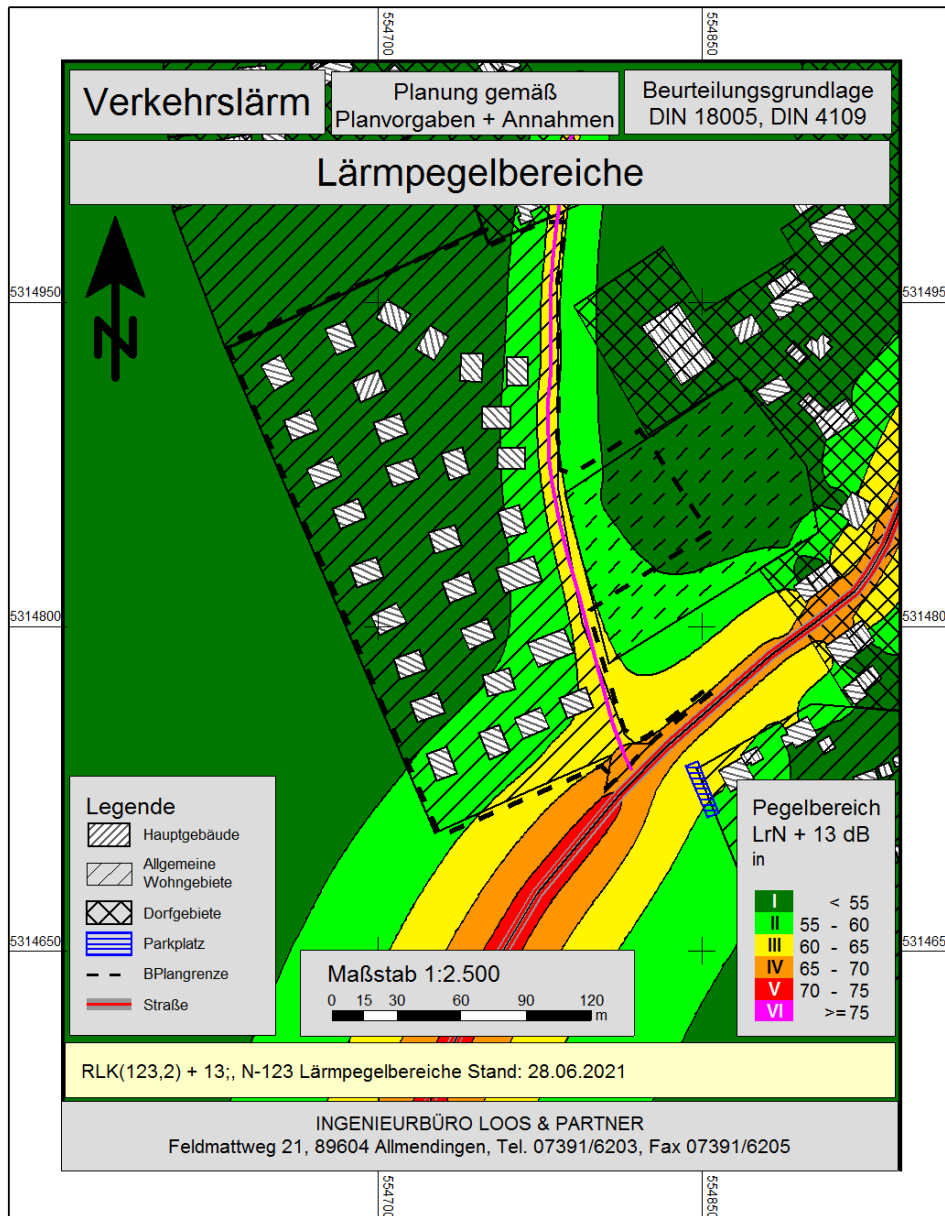 554700
554850
Verkehrslärm
Planung gemäß
Planvorgaben + Annahmen
Beurteilungsgrundlage
DIN 18005, DIN 4109
Lärmpegelbereiche
N
5314950
531495
5314800
531480
Legende
Hauptgebäude
Allgemeine
Wohngebiete
Dorfgebiete
Parkplatz
BPlangrenze
Straße
Pegelbereich
LrN + 13 dB
in
I < 55
II 55 - 60
III 60 - 65
IV 65 - 70
V 70 - 75
VI >= 75
5314650
531465
Maßstab 1:2.500
0 15 30 60 90 120
m
RLK(123,2) + 13;, N-123 Lärmpegelbereiche Stand: 28.06.2021
INGENIEURBÜRO LOOS & PARTNER
Feldmattweg 21, 89604 Allmendingen, Tel. 07391/6203, Fax 07391/6205
554700
554850